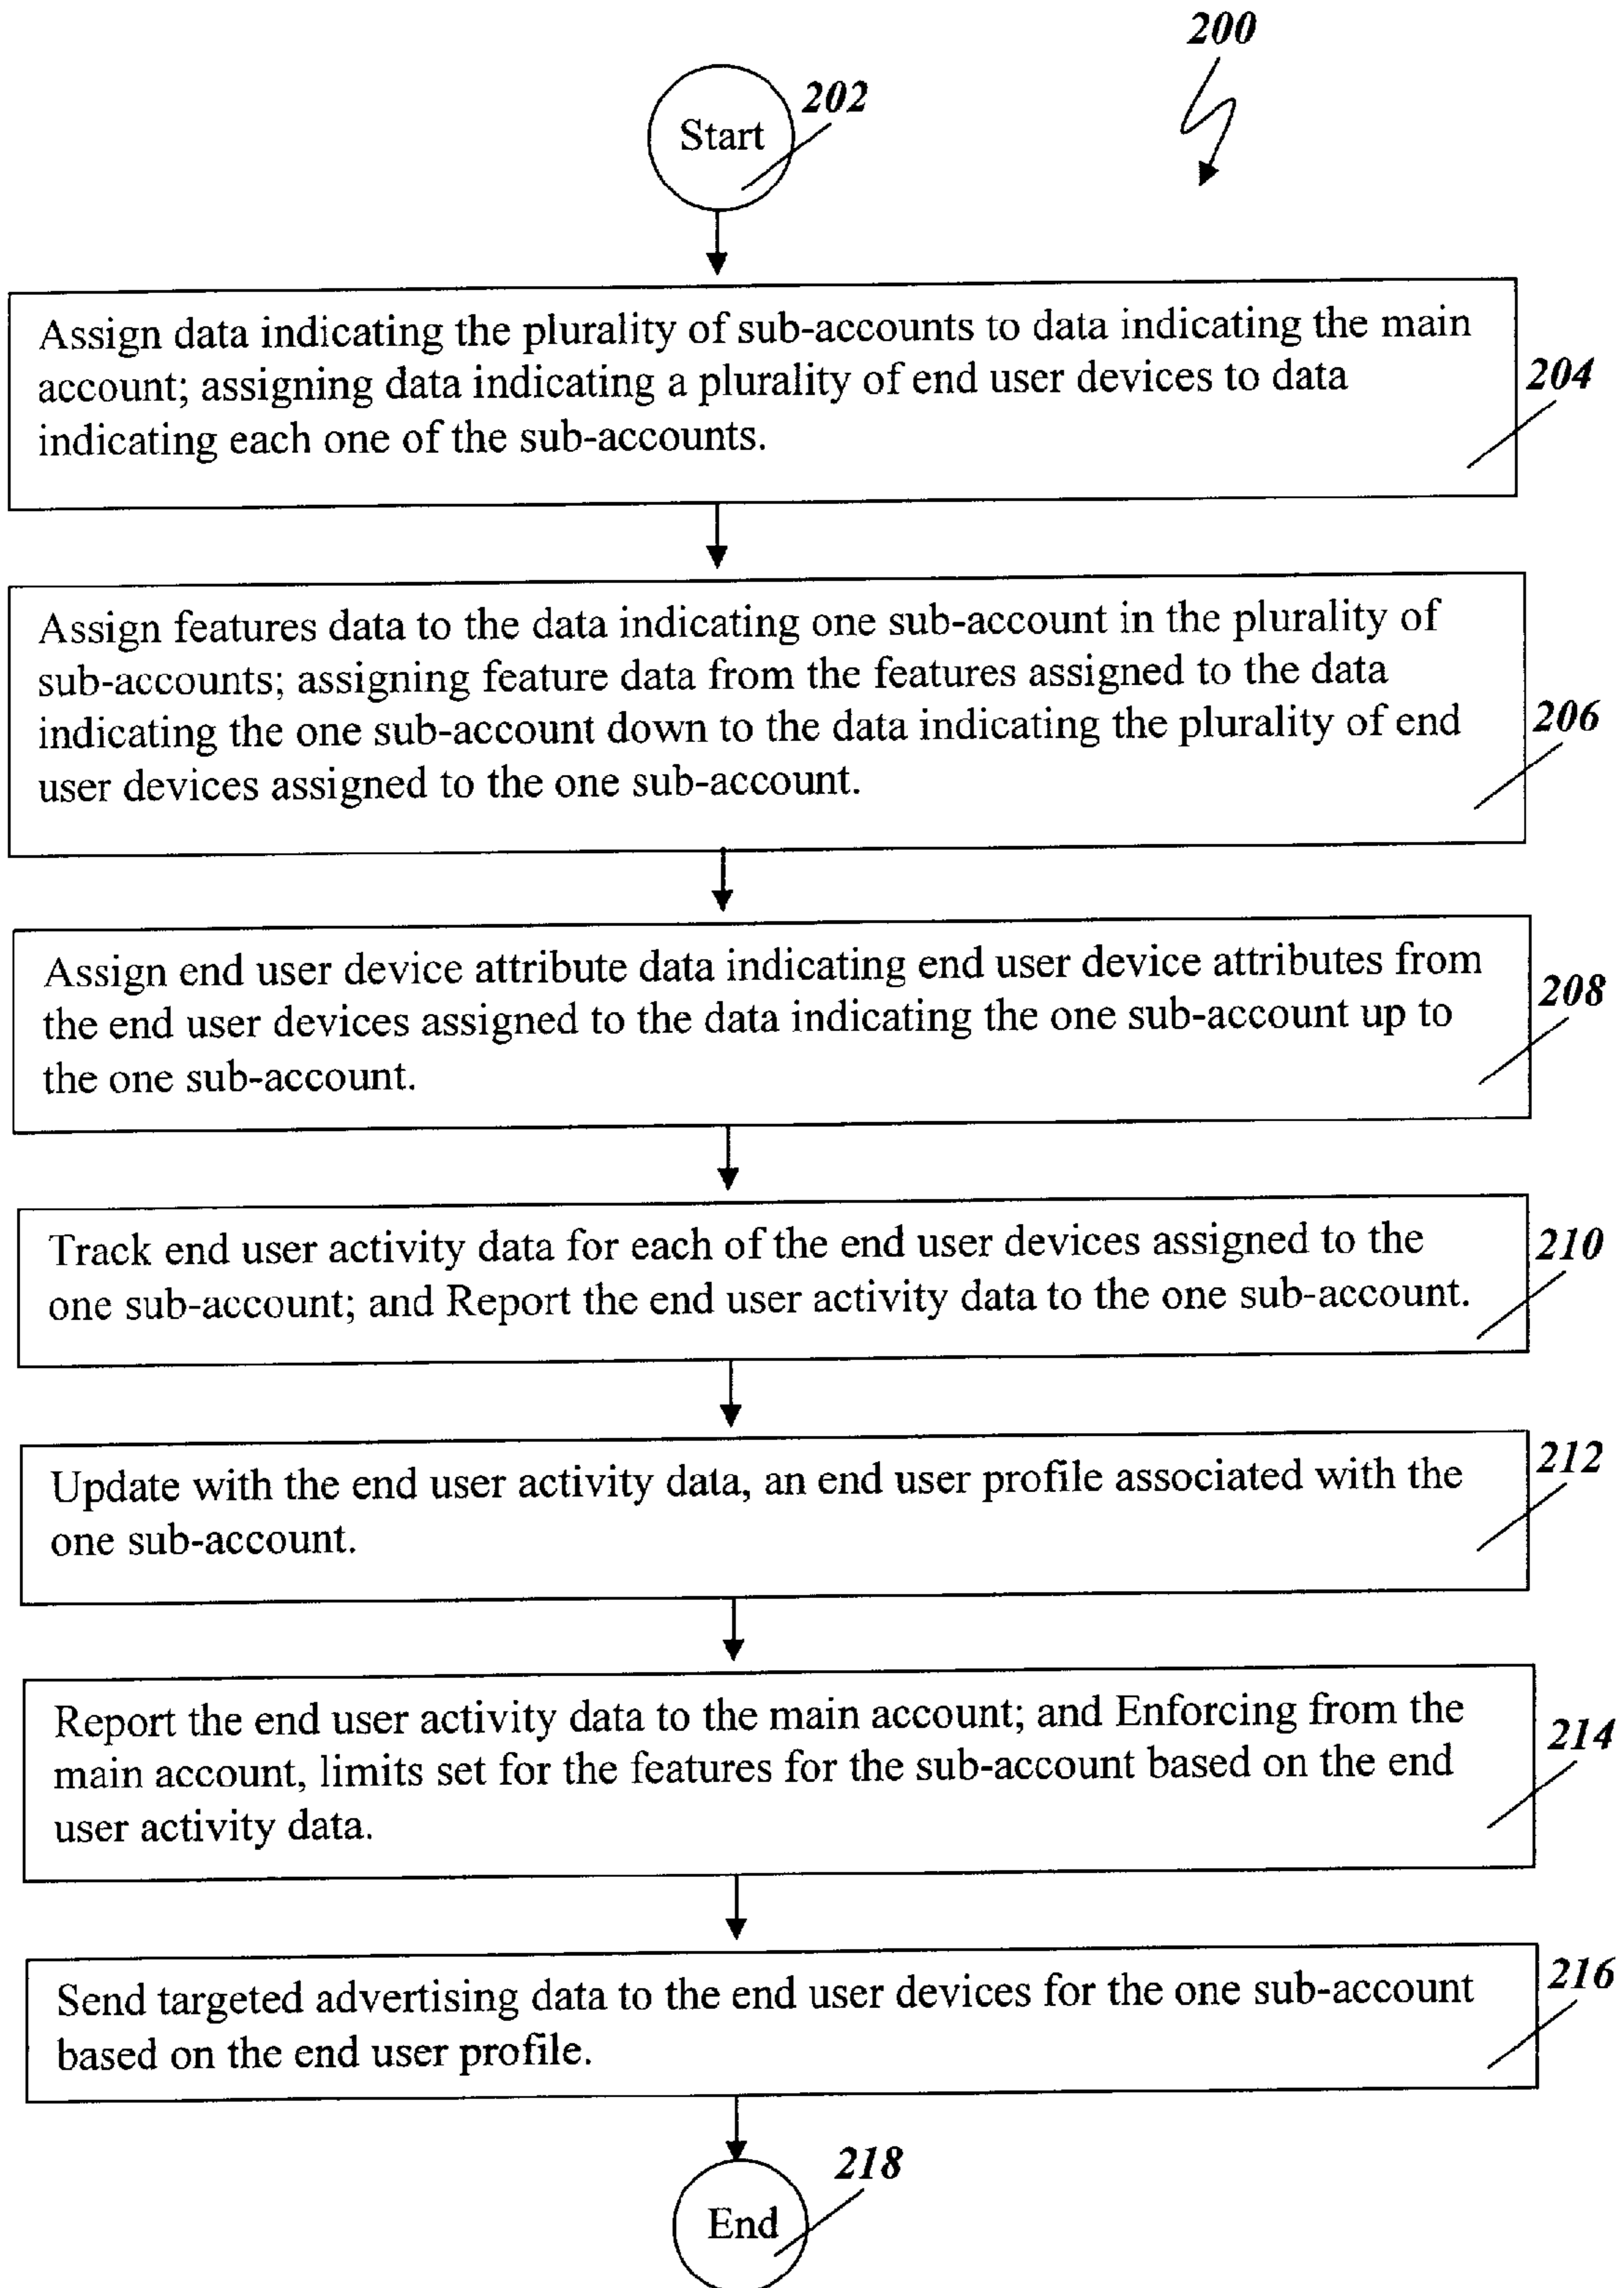 200
202
Start
Assign data indicating the plurality of sub-accounts to data indicating the main
account; assigning data indicating a plurality of end user devices to data
indicating each one of the sub-accounts.
204
Assign features data to the data indicating one sub-account in the plurality of
sub-accounts; assigning feature data from the features assigned to the data
indicating the one sub-account down to the data indicating the plurality of end
user devices assigned to the one sub-account.
206
Assign end user device attribute data indicating end user device attributes from
the end user devices assigned to the data indicating the one sub-account up to
the one sub-account.
208
Track end user activity data for each of the end user devices assigned to the
one sub-account; and Report the end user activity data to the one sub-account.
210
Update with the end user activity data, an end user profile associated with the
one sub-account.
212
Report the end user activity data to the main account; and Enforcing from the
main account, limits set for the features for the sub-account based on the end
user activity data.
214
Send targeted advertising data to the end user devices for the one sub-account
based on the end user profile.
216
218
End